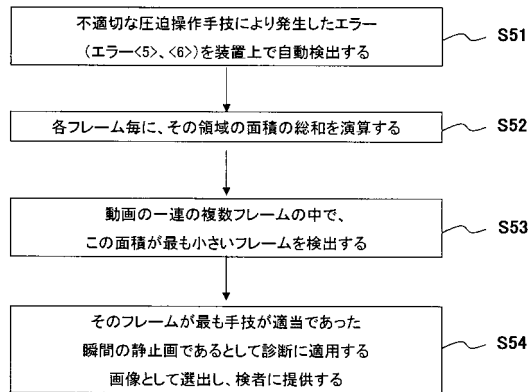 不適切な圧迫操作手技により発生したエラー
(エラー<5>、<6>)を装置上で自動検出する
S51
各フレーム毎に、その領域の面積の総和を演算する
S52
動画の一連の複数フレームの中で、
この面積が最も小さいフレームを検出する
S53
そのフレームが最も手技が適当であった
瞬間の静止画であるとして診断に適用する
画像として選出し、検者に提供する
S54